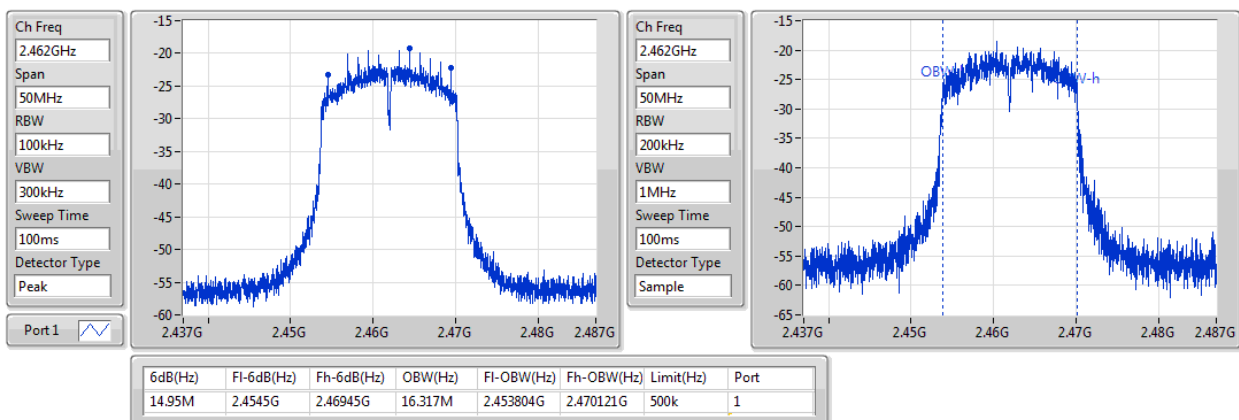 Ch Freq
2.462GHz
Span
50MHz
RBW
100kHz
VBW
300kHz
Sweep Time
100ms
Detector Type
Peak
Port 1
-15
-20
-25
-30
-35
-40
-45
-50
-55
-60
2.437G 2.45G 2.46G 2.47G 2.48G 2.487G
Ch Freq
2.462GHz
Span
50MHz
RBW
200kHz
VBW
1MHz
Sweep Time
100ms
Detector Type
Sample
-15
-20
-25
-30
-35
-40
-45
-50
-55
-60
-65
2.437G 2.45G 2.46G 2.47G 2.48G 2.487G
6dB(Hz) Fl-6dB(Hz) Fh-6dB(Hz) OBW(Hz) Fl-OBW(Hz) Fh-OBW(Hz) Limit(Hz) Port
14.95M 2.4545G 2.46945G 16.317M 2.453804G 2.470121G 500k 1